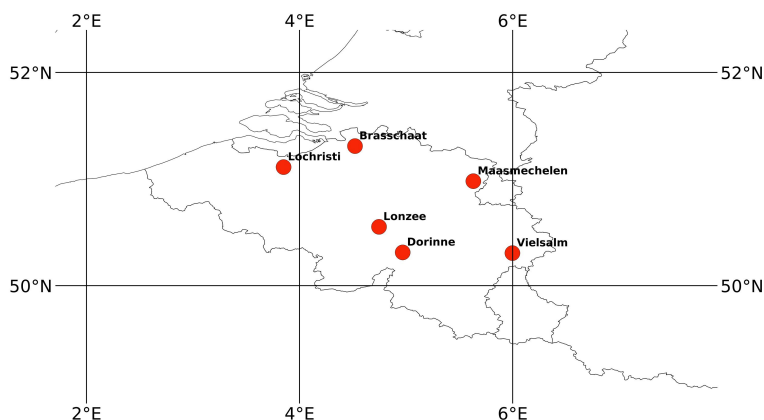 2°E 4°E 6°E
52°N 52°N
Brasschaat
Lochristi
Maasmechelen
Lonzee
Dorinne
Vielsalm
50°N 50°N
2°E 4°E 6°E